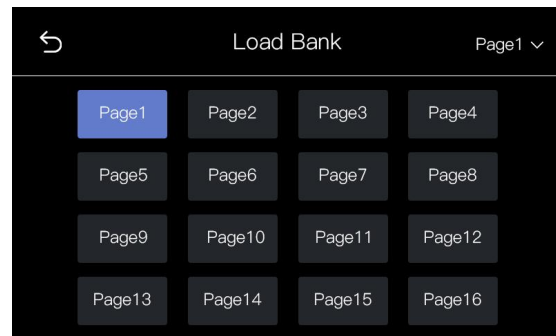 Load Bank Page1
Page1 Page2 Page3 Page4
Page5 Page6 Page7 Page8
Page9 Page10 Page11 Page12
Page13 Page14 Page15 Page16